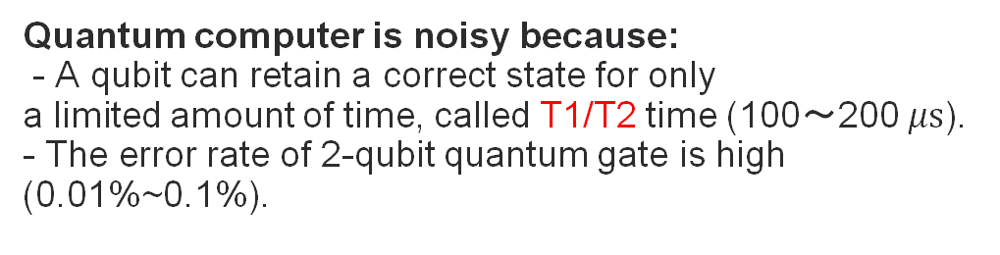 Quantum computer is noisy because:
- A qubit can retain a correct state for only
a limited amount of time, called T1/T2 time (100～200 μs).
- The error rate of 2-qubit quantum gate is high
(0.01%~0.1%).